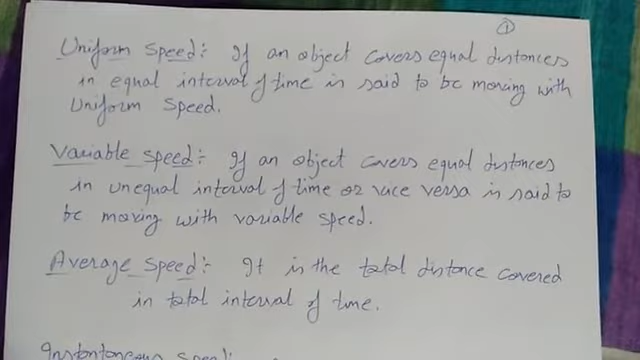 ①
Uniform Speed:- If an object covers equal distances
in equal interval of time is said to be moving with
Uniform Speed.
Variable Speed:- If an object covers equal distances
in unequal interval of time or vice versa is said to
be moving with variable speed.
Average Speed:- It is the total distance covered
in total interval of time.
Instantaneous Speed: